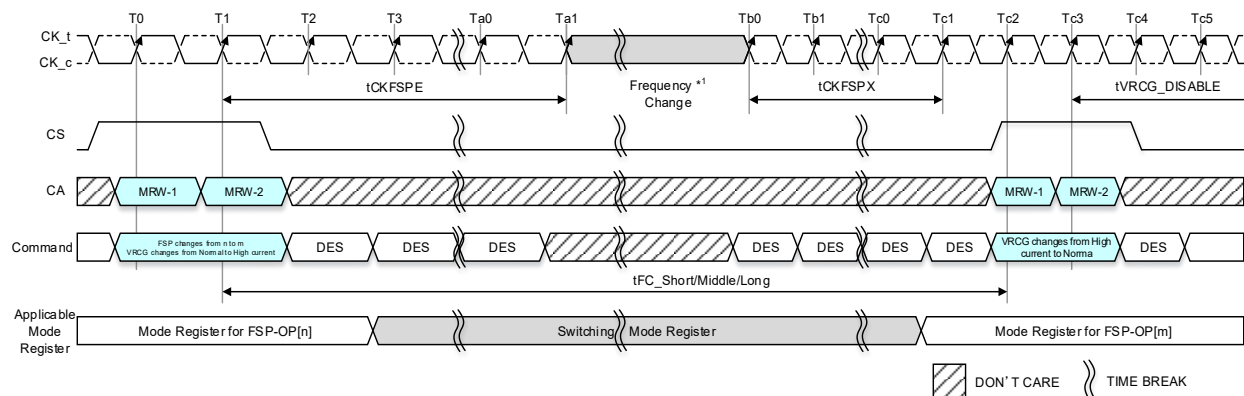 T0 T1 T2 T3 Ta0 Ta1 Tb0 Tb1 Tc0 Tc1 Tc2 Tc3 Tc4 Tc5
CK_t
CK_c
tCKFSPE
Frequency *1
Change
tCKFSPX
tVRCG_DISABLE
CS
CA
MRW-1 MRW-2 MRW-1 MRW-2
Command
FSP changes from n to m
VRCG changes from Normal to High current
DES DES DES DES DES DES DES
VRCG changes from High
current to Norma
DES
tFC_Short/Middle/Long
Applicable
Mode
Register
Mode Register for FSP-OP[n]
Switching Mode Register
Mode Register for FSP-OP[m]
DON'T CARE
TIME BREAK